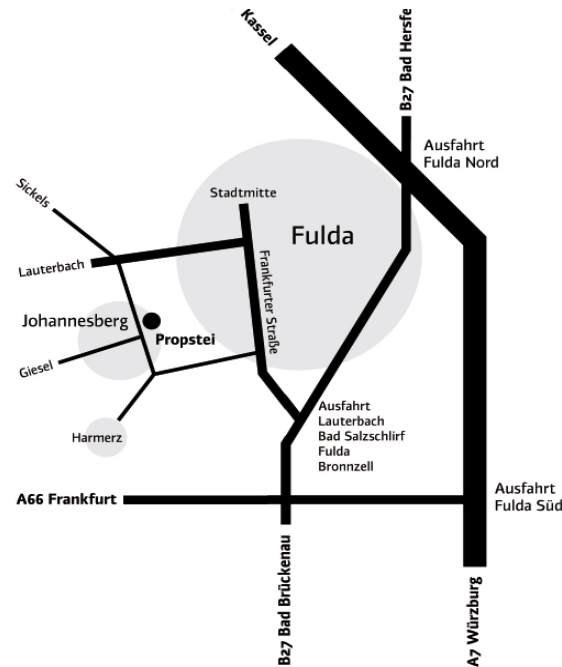 Kassel
B27 Bad Hersfe
Ausfahrt
Fulda Nord
Sickels
Stadtmitte
Fulda
Lauterbach
Frankfurter Straße
Johannesberg
Propstei
Giesel
Harmerz
Ausfahrt
Lauterbach
Bad Salzschlirf
Fulda
Bronnzell
A66 Frankfurt
Ausfahrt
Fulda Süd
B27 Bad Brückenau
A7 Würzburg